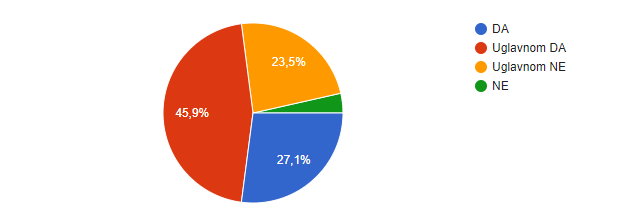 DA
Uglavnom DA
Uglavnom NE
NE
23,5%
45,9%
27,1%